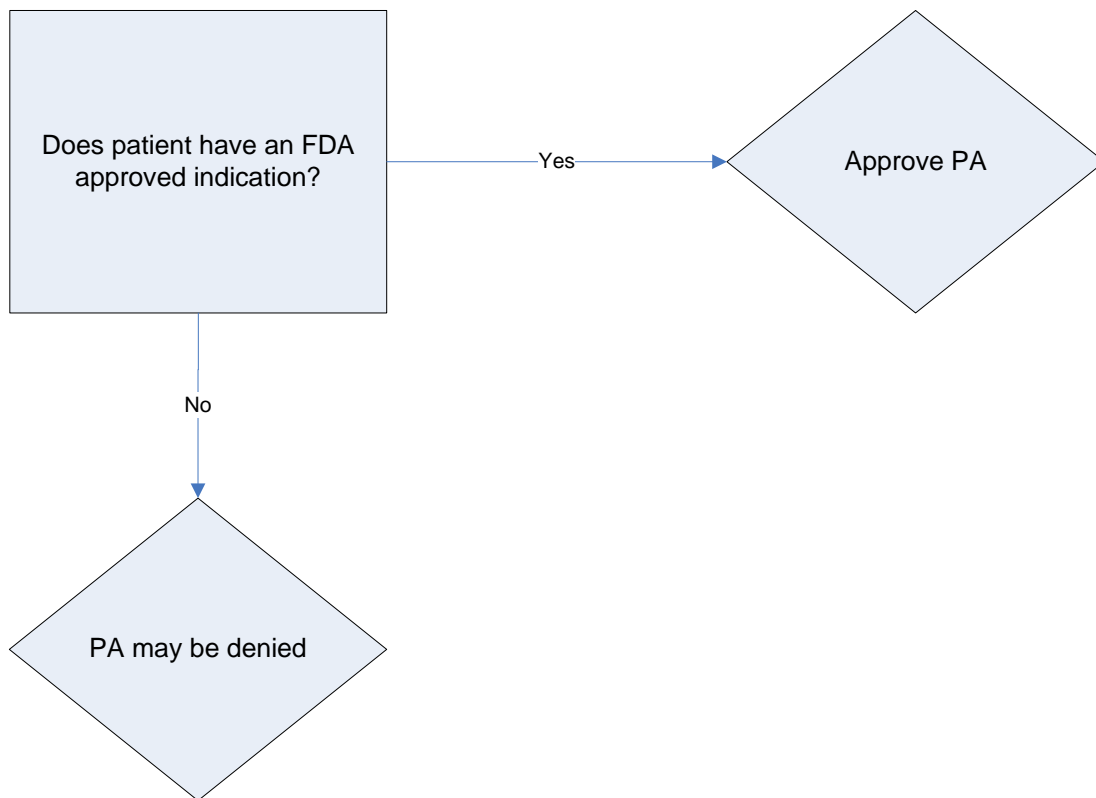 Does patient have an FDA
approved indication?
Yes
Approve PA
No
PA may be denied